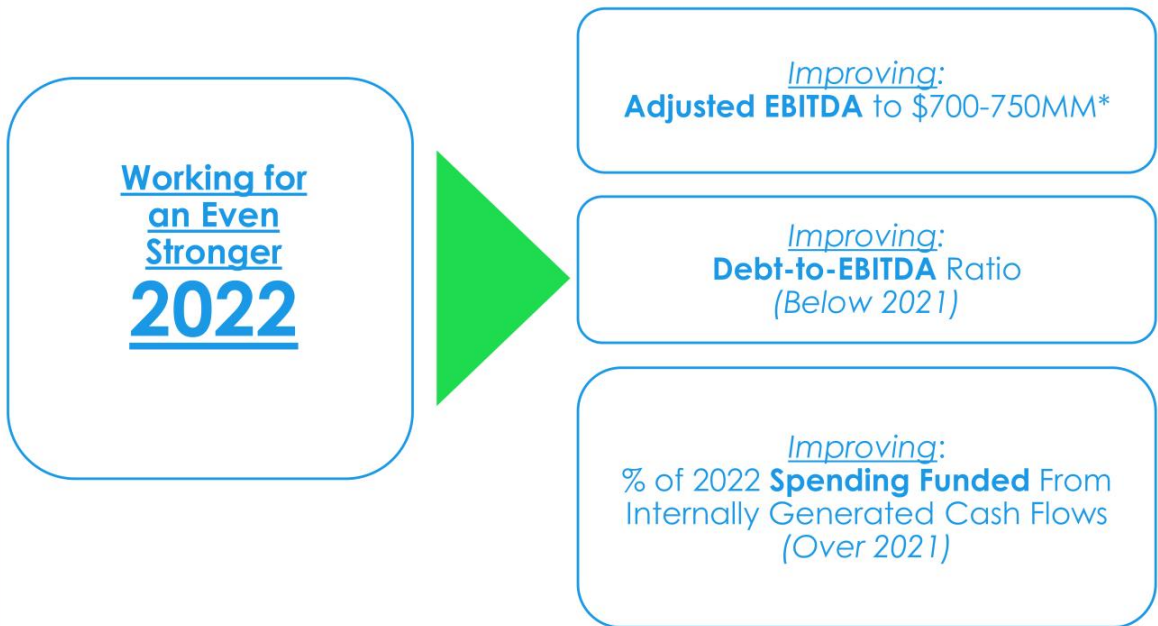 Working for
an Even
Stronger
2022
Improving:
Adjusted EBITDA to $700-750MM*
Improving:
Debt-to-EBITDA Ratio
(Below 2021)
Improving:
% of 2022 Spending Funded From
Internally Generated Cash Flows
(Over 2021)